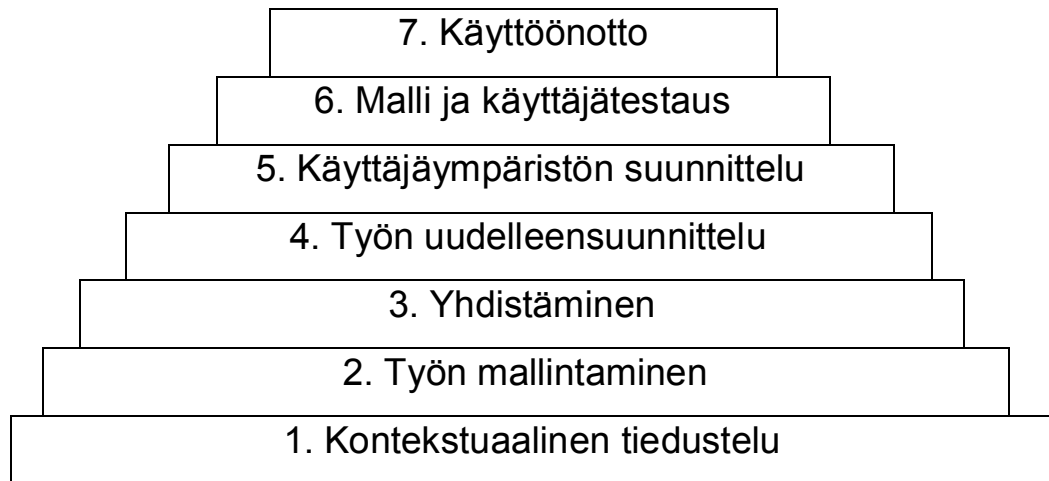 7. Käyttöönotto
6. Malli ja käyttäjätestaus
5. Käyttäjäympäristön suunnittelu
4. Työn uudelleensuunnittelu
3. Yhdistäminen
2. Työn mallintaminen
1. Kontekstuaalinen tiedustelu